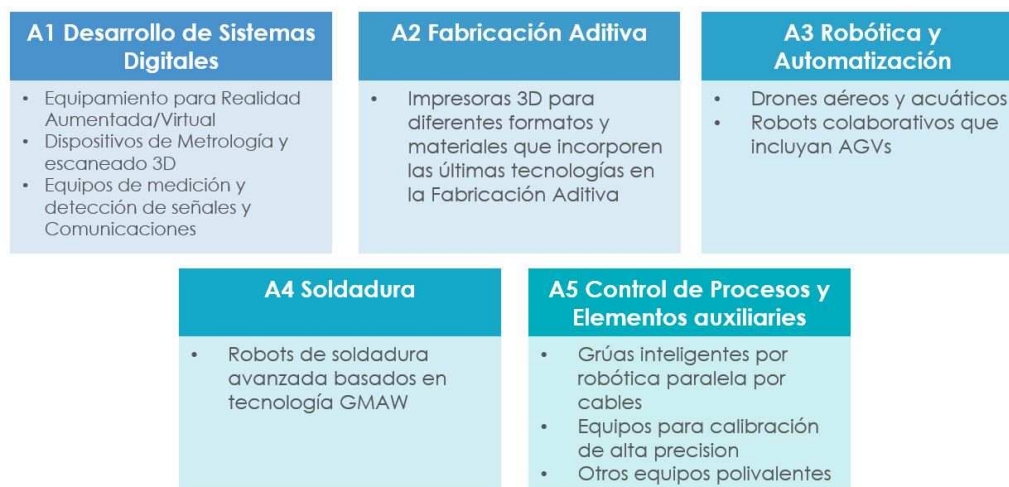 A1 Desarrollo de Sistemas
Digitales
• Equipamiento para Realidad
Aumentada/Virtual
• Dispositivos de Metrología y
escaneado 3D
• Equipos de medición y
detección de señales y
Comunicaciones
A2 Fabricación Aditiva
• Impresoras 3D para
diferentes formatos y
materiales que incorporen
las últimas tecnologías en
la Fabricación Aditiva
A3 Robótica y
Automatización
• Drones aéreos y acuáticos
• Robots colaborativos que
incluyan AGVs
A4 Soldadura
• Robots de soldadura
avanzada basados en
tecnología GMAW
A5 Control de Procesos y
Elementos auxiliaries
• Grúas inteligentes por
robótica paralela por
cables
• Equipos para calibración
de alta precision
• Otros equipos polivalentes